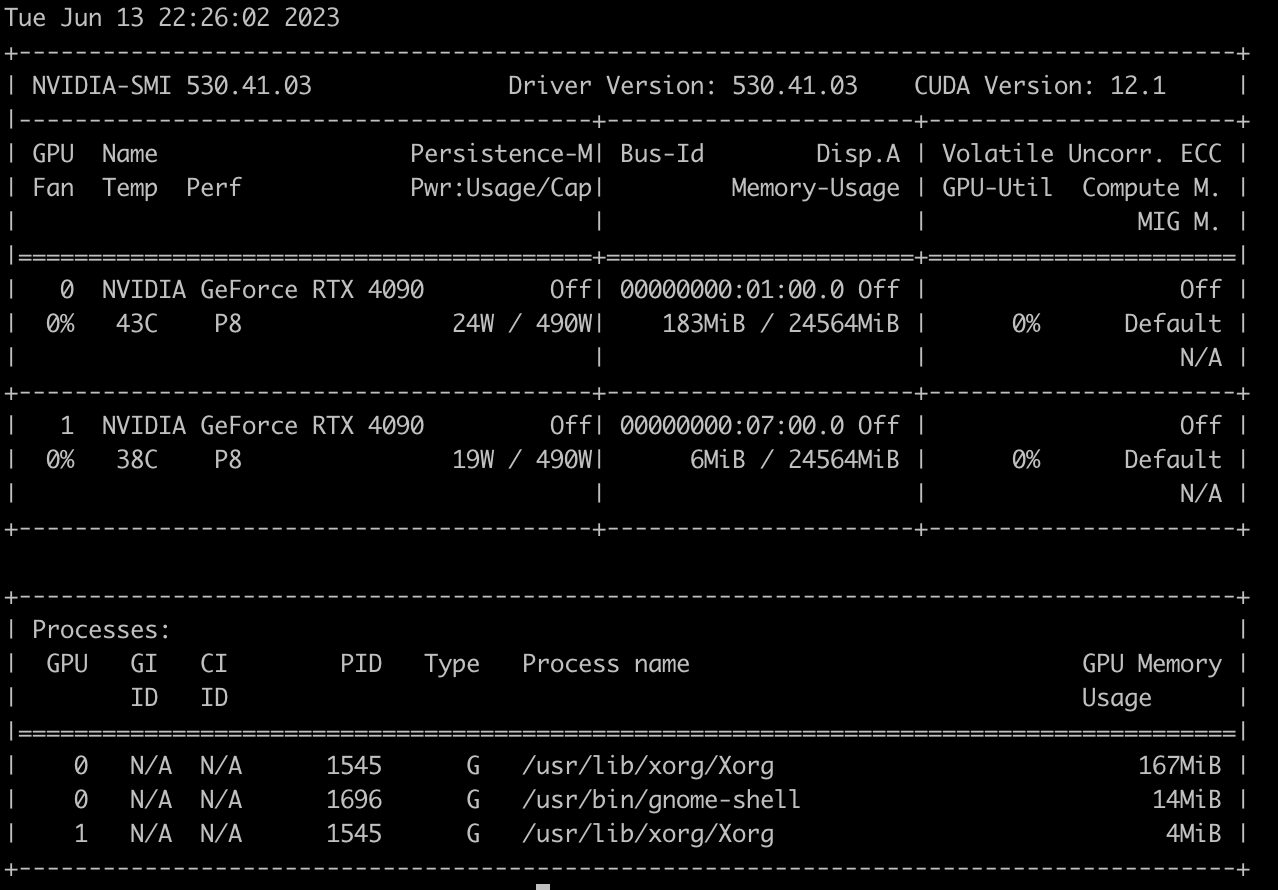 Tue Jun 13 22:26:02 2023
+---------------------------------------------------------------------------------------+
| NVIDIA-SMI 530.41.03              Driver Version: 530.41.03    CUDA Version: 12.1     |
|-----------------------------------------+----------------------+----------------------+
| GPU  Name                  Persistence-M| Bus-Id        Disp.A | Volatile Uncorr. ECC |
| Fan  Temp  Perf            Pwr:Usage/Cap|         Memory-Usage | GPU-Util  Compute M. |
|                                         |                      |               MIG M. |
|=========================================+======================+======================|
|   0  NVIDIA GeForce RTX 4090         Off| 00000000:01:00.0 Off |                  Off |
|  0%   43C    P8               24W / 490W|    183MiB / 24564MiB |      0%      Default |
|                                         |                      |                  N/A |
+-----------------------------------------+----------------------+----------------------+
|   1  NVIDIA GeForce RTX 4090         Off| 00000000:07:00.0 Off |                  Off |
|  0%   38C    P8               19W / 490W|      6MiB / 24564MiB |      0%      Default |
|                                         |                      |                  N/A |
+-----------------------------------------+----------------------+----------------------+

+---------------------------------------------------------------------------------------+
| Processes:                                                                            |
|  GPU   GI   CI        PID   Type   Process name                            GPU Memory |
|        ID   ID                                                             Usage      |
|=======================================================================================|
|    0   N/A  N/A      1545      G   /usr/lib/xorg/Xorg                          167MiB |
|    0   N/A  N/A      1696      G   /usr/bin/gnome-shell                         14MiB |
|    1   N/A  N/A      1545      G   /usr/lib/xorg/Xorg                            4MiB |
+---------------------------------------------------------------------------------------+